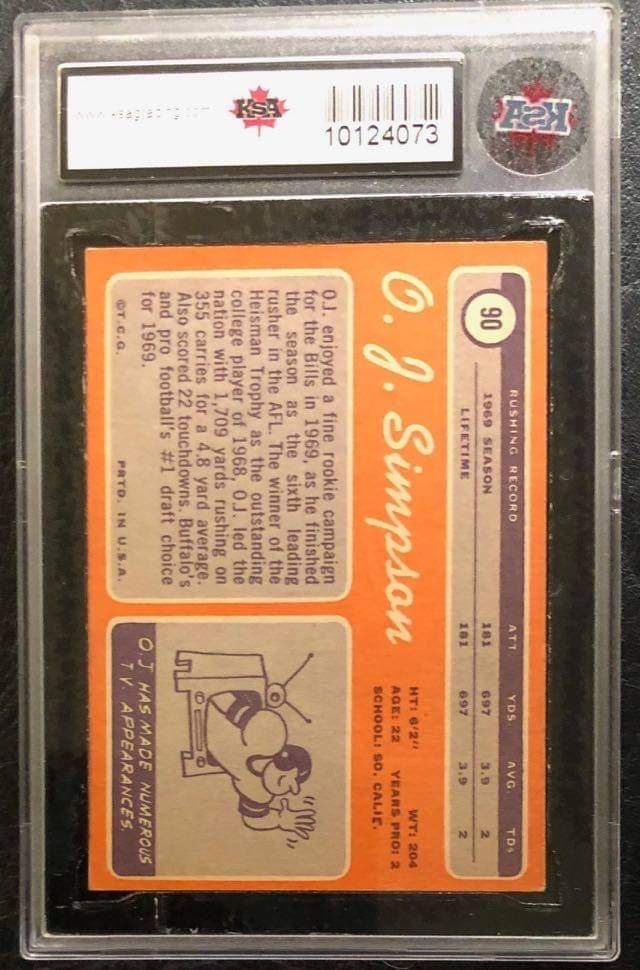 www.ksagrading.com
KSA
10124073
KSA
90
RUSHING RECORD ATT. YDS. AVG. TDs
1969 SEASON 181 697 3.9 2
LIFETIME 181 697 3.9 2
O. J. Simpson
HT: 6'2" WT: 204
AGE: 22 YEARS PRO: 2
SCHOOL: SO. CALIF.
O.J. enjoyed a fine rookie campaign
for the Bills in 1969, as he finished
the season as the sixth leading
rusher in the AFL. The winner of the
Heisman Trophy as the outstanding
college player of 1968, O.J. led the
nation with 1,709 yards rushing on
355 carries for a 4.8 yard average.
Also scored 22 touchdowns. Buffalo's
and pro football's #1 draft choice
for 1969.
©T.C.G. PRTD. IN U.S.A.
O.J HAS MADE NUMEROUS
T.V. APPEARANCES.